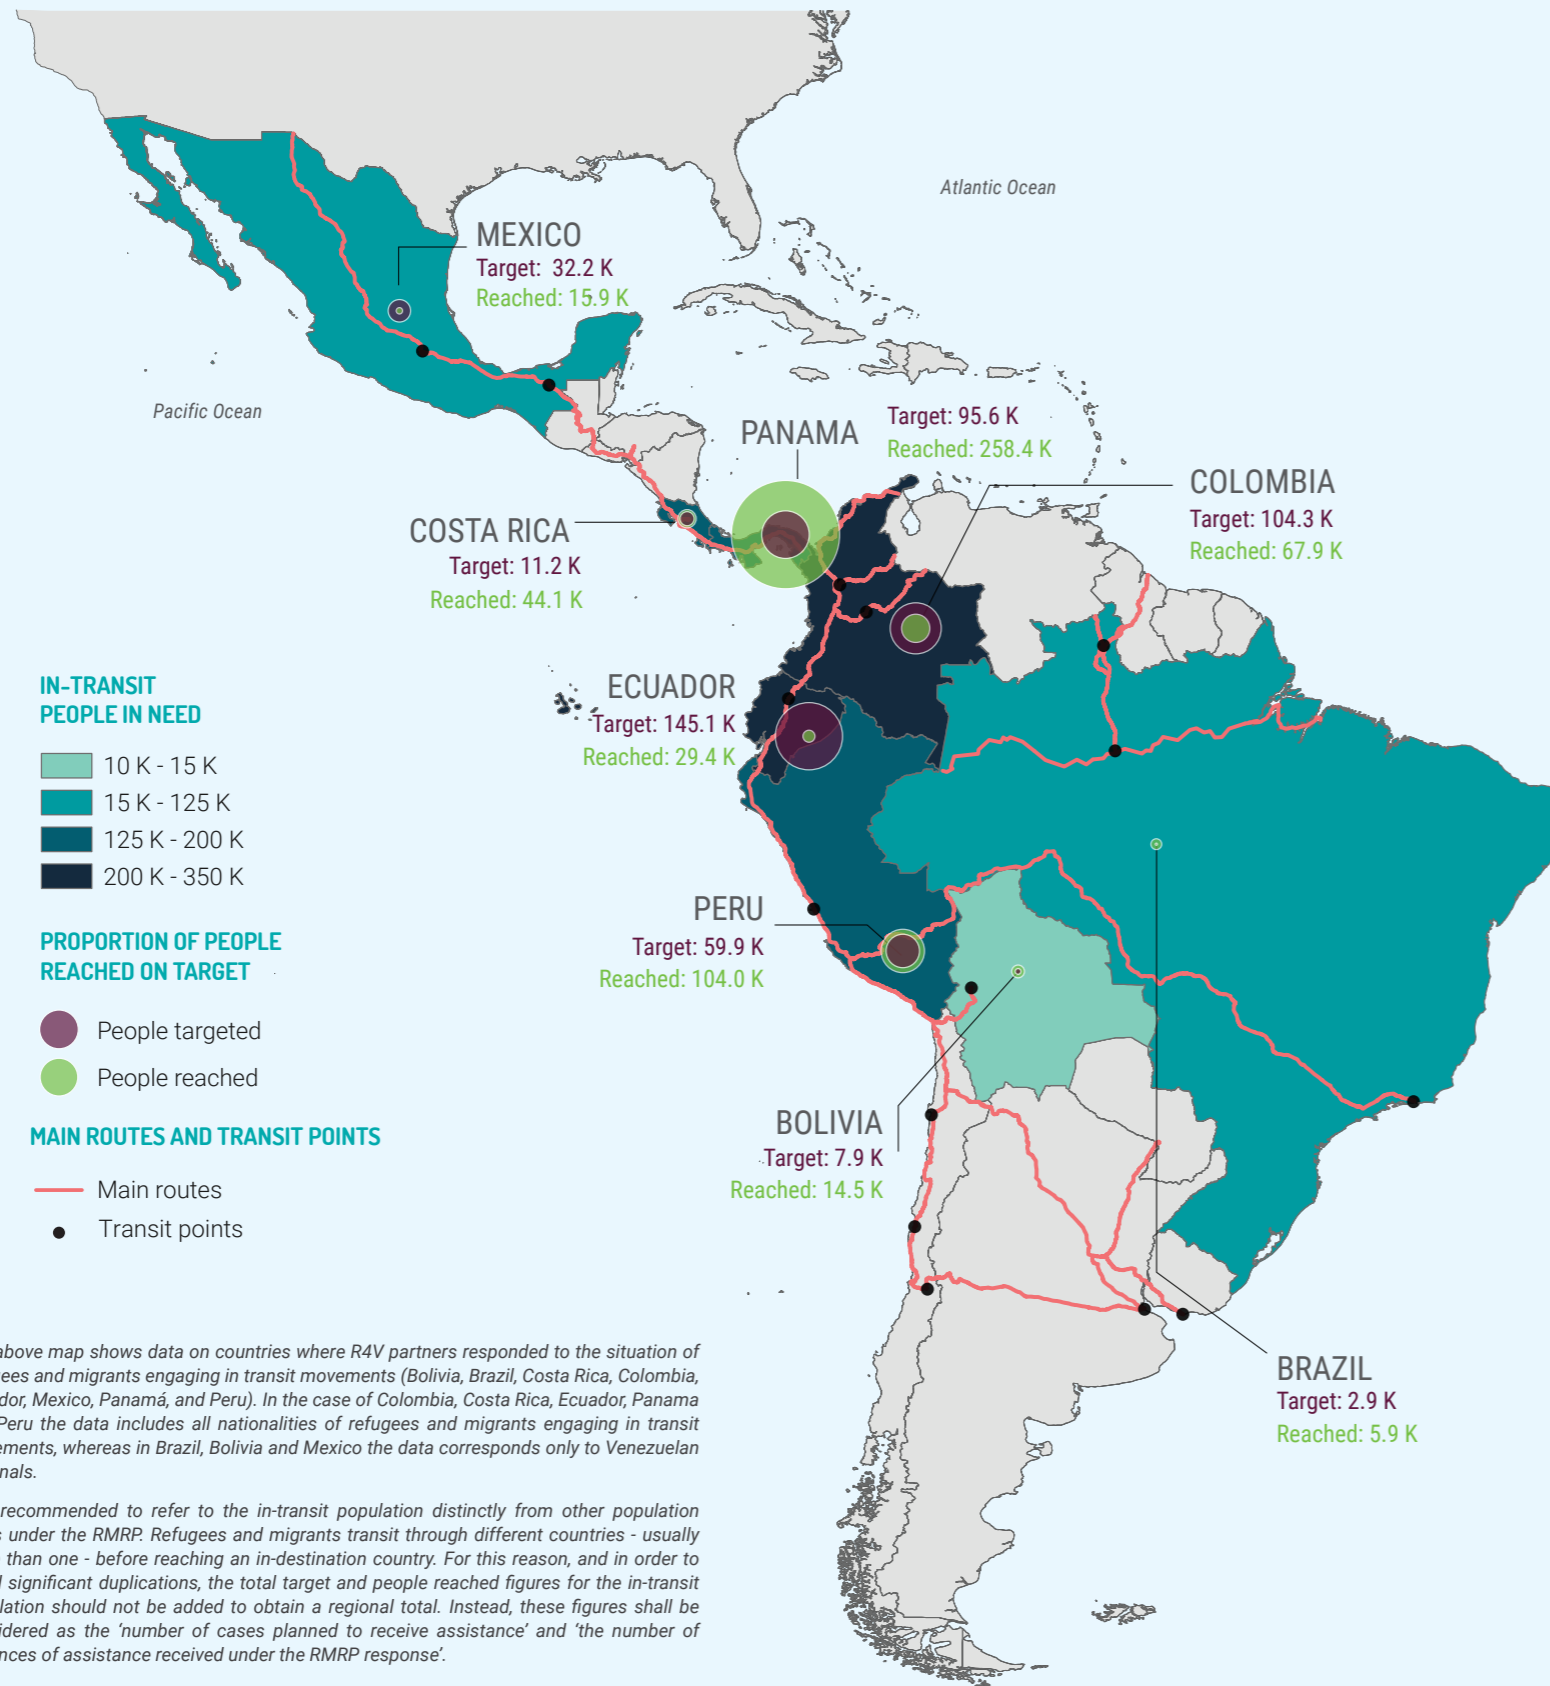 Atlantic Ocean
MEXICO
Target: 32.2 K
Reached: 15.9 K
Pacific Ocean
PANAMA
Target: 95.6 K
Reached: 258.4 K
COLOMBIA
Target: 104.3 K
Reached: 67.9 K
COSTA RICA
Target: 11.2 K
Reached: 44.1 K
ECUADOR
Target: 145.1 K
Reached: 29.4 K
IN-TRANSIT
PEOPLE IN NEED
10 K - 15 K
15 K - 125 K
125 K - 200 K
200 K - 350 K
PERU
Target: 59.9 K
Reached: 104.0 K
PROPORTION OF PEOPLE
REACHED ON TARGET
People targeted
People reached
MAIN ROUTES AND TRANSIT POINTS
Main routes
Transit points
BOLIVIA
Target: 7.9 K
Reached: 14.5 K
BRAZIL
Target: 2.9 K
Reached: 5.9 K
above map shows data on countries where R4V partners responded to the situation of
ees and migrants engaging in transit movements (Bolivia, Brazil, Costa Rica, Colombia,
dor, Mexico, Panamá, and Peru). In the case of Colombia, Costa Rica, Ecuador, Panama
Peru the data includes all nationalities of refugees and migrants engaging in transit
ements, whereas in Brazil, Bolivia and Mexico the data corresponds only to Venezuelan
nals.
recommended to refer to the in-transit population distinctly from other population
s under the RMRP. Refugees and migrants transit through different countries - usually
than one - before reaching an in-destination country. For this reason, and in order to
significant duplications, the total target and people reached figures for the in-transit
lation should not be added to obtain a regional total. Instead, these figures shall be
idered as the ‘number of cases planned to receive assistance’ and ‘the number of
nces of assistance received under the RMRP response’.